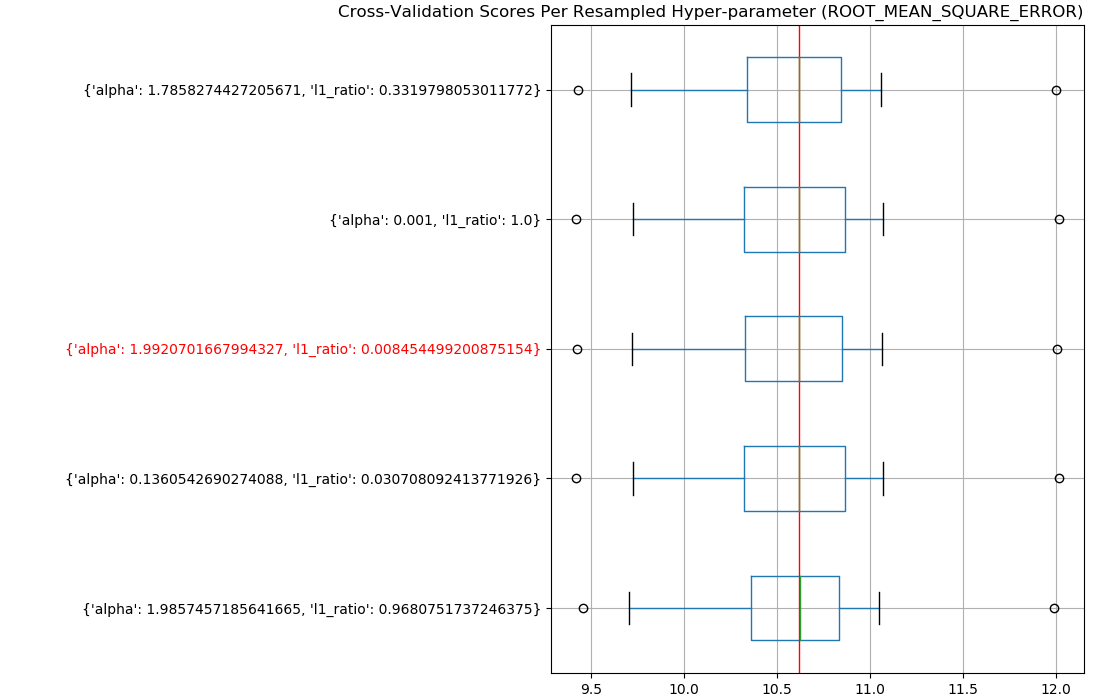 Cross-Validation Scores Per Resampled Hyper-parameter (ROOT_MEAN_SQUARE_ERROR)
{'alpha': 1.7858274427205671, 'l1_ratio': 0.3319798053011772}
{'alpha': 0.001, 'l1_ratio': 1.0}
{'alpha': 1.9920701667994327, 'l1_ratio': 0.008454499200875154}
{'alpha': 0.1360542690274088, 'l1_ratio': 0.030708092413771926}
{'alpha': 1.9857457185641665, 'l1_ratio': 0.9680751737246375}
9.5 10.0 10.5 11.0 11.5 12.0